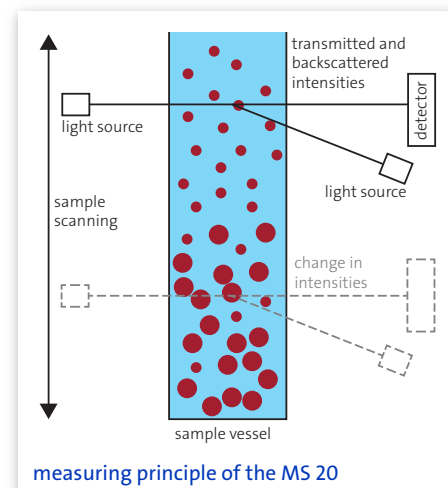 transmitted and
backscattered
intensities
light source
detector
light source
sample
scanning
change in
intensities
sample vessel
measuring principle of the MS 20